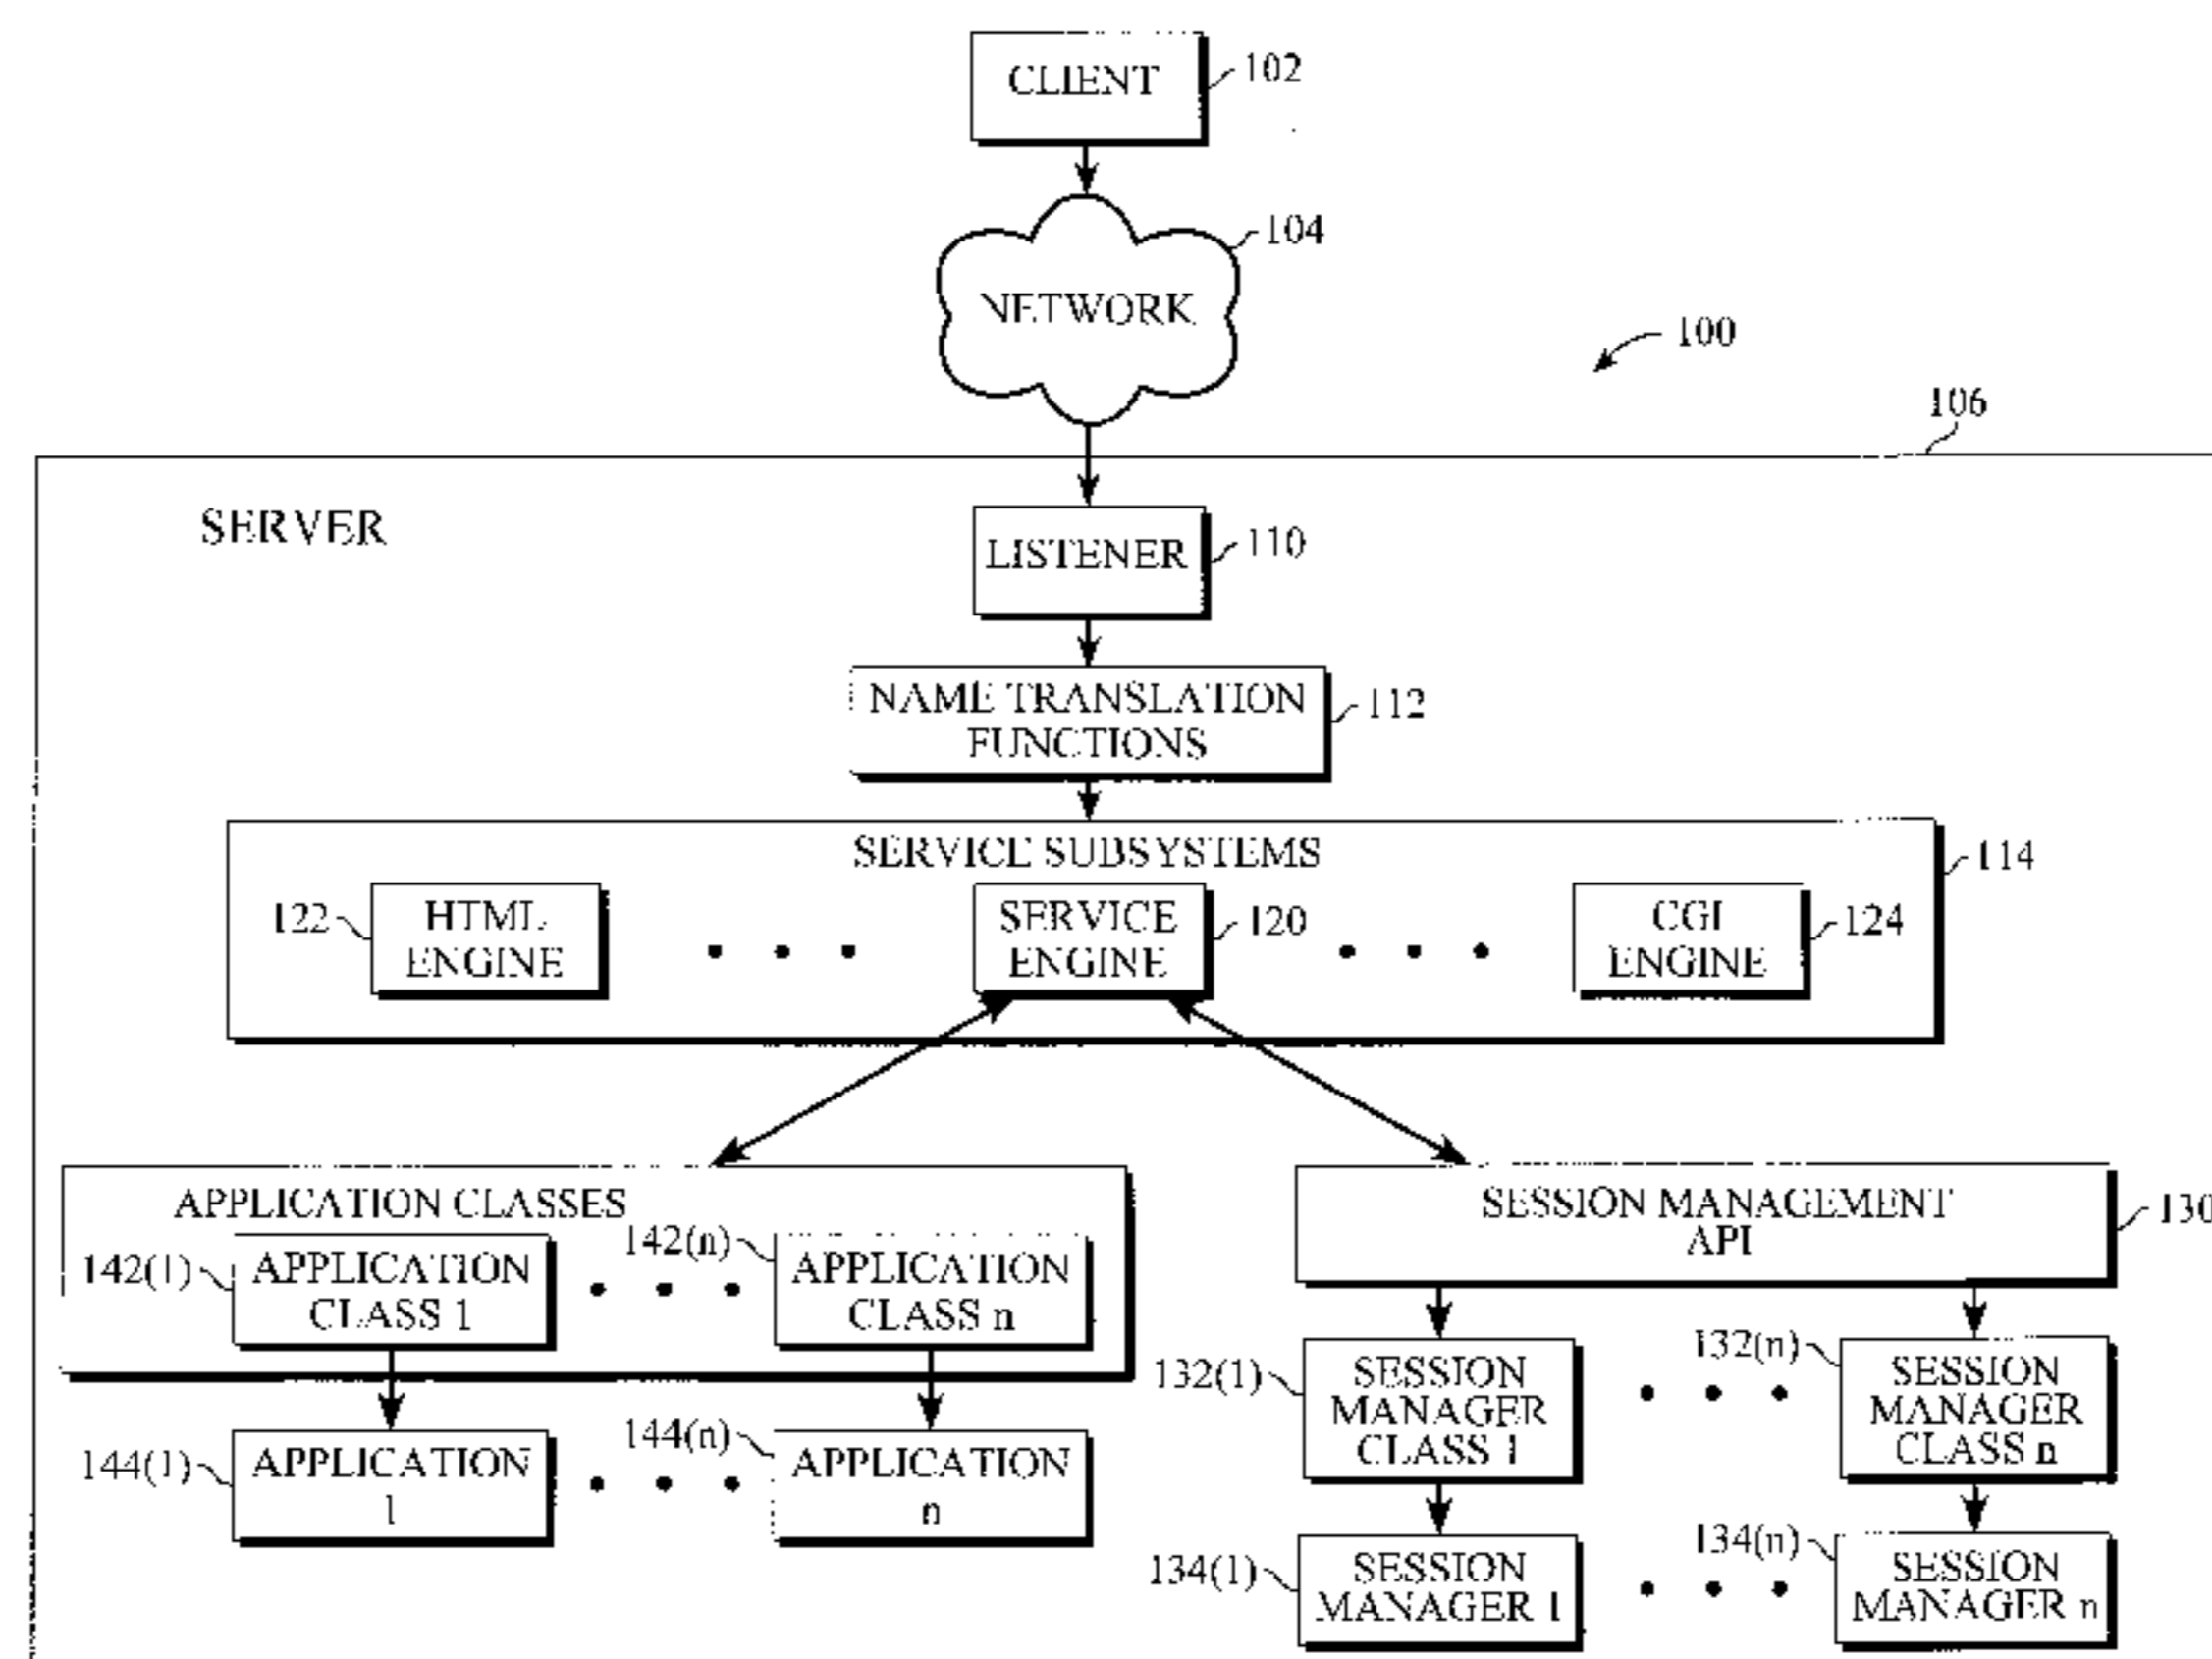 CLIENT
102
104
NETWORK
100
106
SERVER
LISTENER
110
NAME TRANSLATION
FUNCTIONS
112
SERVICE SUBSYSTEMS
114
122
HTML
ENGINE
SERVICE
ENGINE
120
CGI
ENGINE
124
APPLICATION CLASSES
142(1)
APPLICATION
CLASS 1
142(n)
APPLICATION
CLASS n
SESSION MANAGEMENT
API
130
144(1)
APPLICATION
1
144(n)
APPLICATION
n
132(1)
SESSION
MANAGER
CLASS 1
132(n)
SESSION
MANAGER
CLASS n
134(1)
SESSION
MANAGER 1
134(n)
SESSION
MANAGER n